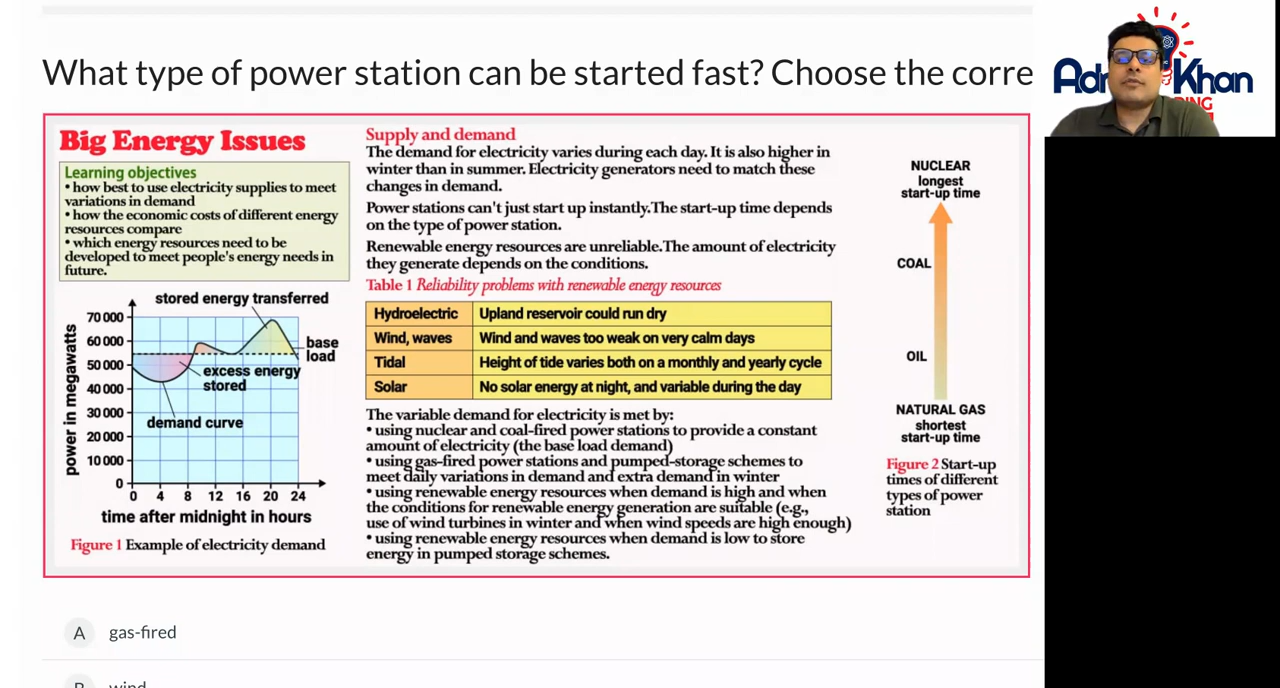 What type of power station can be started fast? Choose the corre
Khan
Big Energy Issues
Learning objectives
• how best to use electricity supplies to meet
variations in demand
• how the economic costs of different energy
resources compare
• which energy resources need to be
developed to meet people's energy needs in
future.
stored energy transferred
70 000
60 000
50 000
40 000
30 000
20 000
10 000
0
power in megawatts
base
load
excess energy
stored
demand curve
0 4 8 12 16 20 24
time after midnight in hours
Figure 1 Example of electricity demand
Supply and demand
The demand for electricity varies during each day. It is also higher in
winter than in summer. Electricity generators need to match these
changes in demand.
Power stations can't just start up instantly.The start-up time depends
on the type of power station.
Renewable energy resources are unreliable.The amount of electricity
they generate depends on the conditions.
Table 1 Reliability problems with renewable energy resources
Hydroelectric Upland reservoir could run dry
Wind, waves Wind and waves too weak on very calm days
Tidal Height of tide varies both on a monthly and yearly cycle
Solar No solar energy at night, and variable during the day
The variable demand for electricity is met by:
• using nuclear and coal-fired power stations to provide a constant
amount of electricity (the base load demand)
• using gas-fired power stations and pumped-storage schemes to
meet daily variations in demand and extra demand in winter
• using renewable energy resources when demand is high and when
the conditions for renewable energy generation are suitable (e.g.,
use of wind turbines in winter and when wind speeds are high enough)
• using renewable energy resources when demand is low to store
energy in pumped storage schemes.
NUCLEAR
longest
start-up time
COAL
OIL
NATURAL GAS
shortest
start-up time
Figure 2 Start-up
times of different
types of power
station
A gas-fired
wind